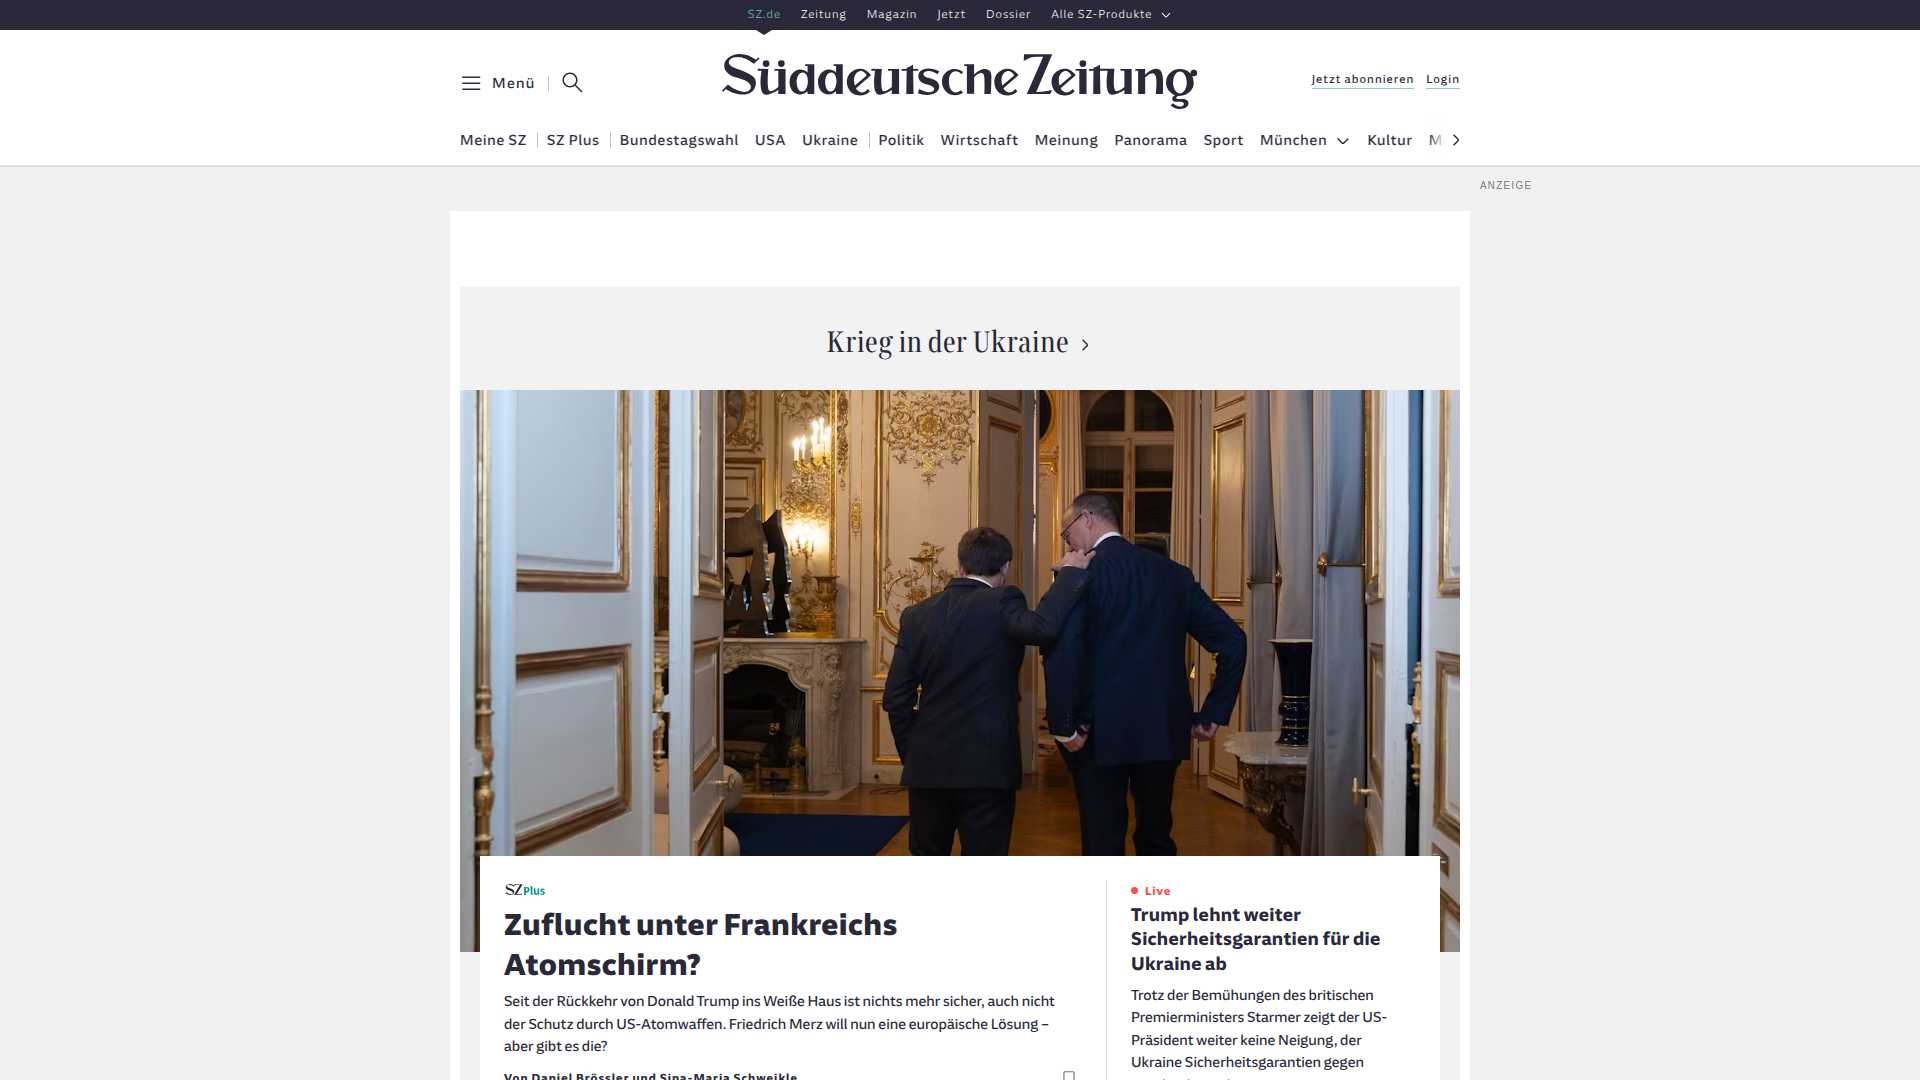 SZ.de Zeitung Magazin Jetzt Dossier Alle SZ-Produkte
Menü
Süddeutsche Zeitung
Jetzt abonnieren Login
Meine SZ SZ Plus Bundestagswahl USA Ukraine Politik Wirtschaft Meinung Panorama Sport München Kultur M
ANZEIGE
Krieg in der Ukraine
SZ Plus
Zuflucht unter Frankreichs
Atomschirm?
Seit der Rückkehr von Donald Trump ins Weiße Haus ist nichts mehr sicher, auch nicht
der Schutz durch US-Atomwaffen. Friedrich Merz will nun eine europäische Lösung –
aber gibt es die?
Von Daniel Brössler und Sina-Maria Schweikle
Live
Trump lehnt weiter
Sicherheitsgarantien für die
Ukraine ab
Trotz der Bemühungen des britischen
Premierministers Starmer zeigt der US-
Präsident weiter keine Neigung, der
Ukraine Sicherheitsgarantien gegen